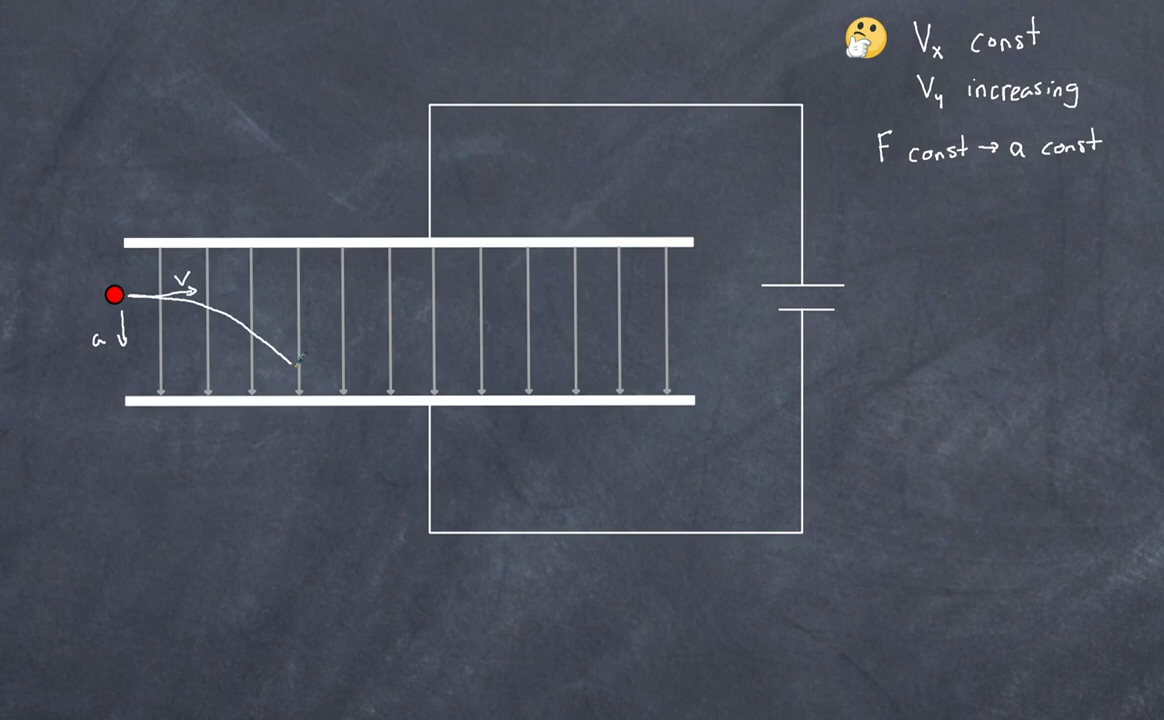 🤔 Vx const
Vy increasing
F const → a const
V
a